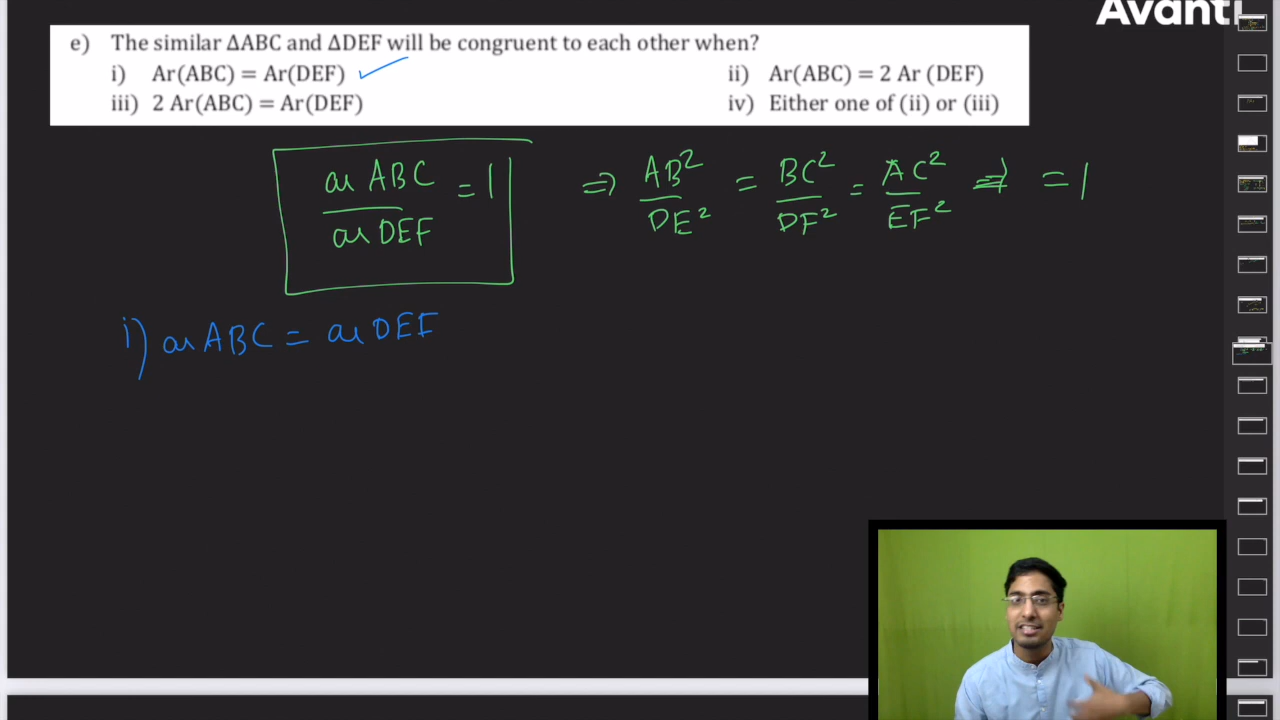 Avanti
e) The similar ΔABC and ΔDEF will be congruent to each other when?
i) Ar(ABC) = Ar(DEF) ii) Ar(ABC) = 2 Ar (DEF)
iii) 2 Ar(ABC) = Ar(DEF) iv) Either one of (ii) or (iii)
ar ABC / ar DEF = 1 ⇒ AB² / DE² = BC² / DF² = AC² / EF² = 1
i) ar ABC = ar DEF